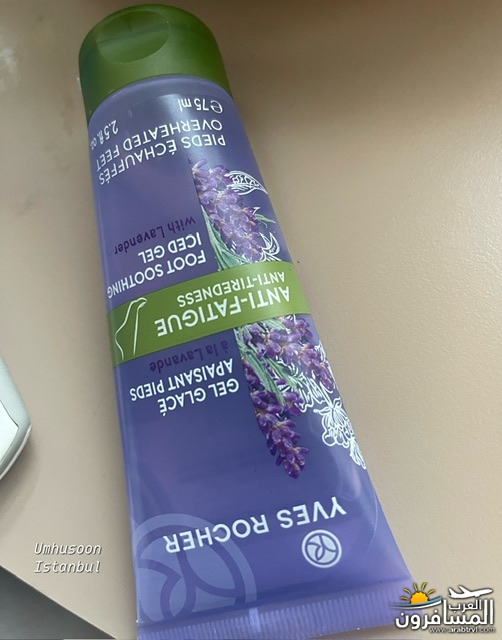 YVES ROCHER
GEL GLACÉ
APAISANT PIEDS
à la Lavande
ANTI-FATIGUE
ANTI-TIREDNESS
FOOT SOOTHING
ICED GEL
with Lavender
PIEDS ÉCHAUFFÉS
OVERHEATED FEET
℮75 ml
2.5 fl. oz
Umhusoon
Istanbul
العرب
المسافرون
www.arabtrvl.com